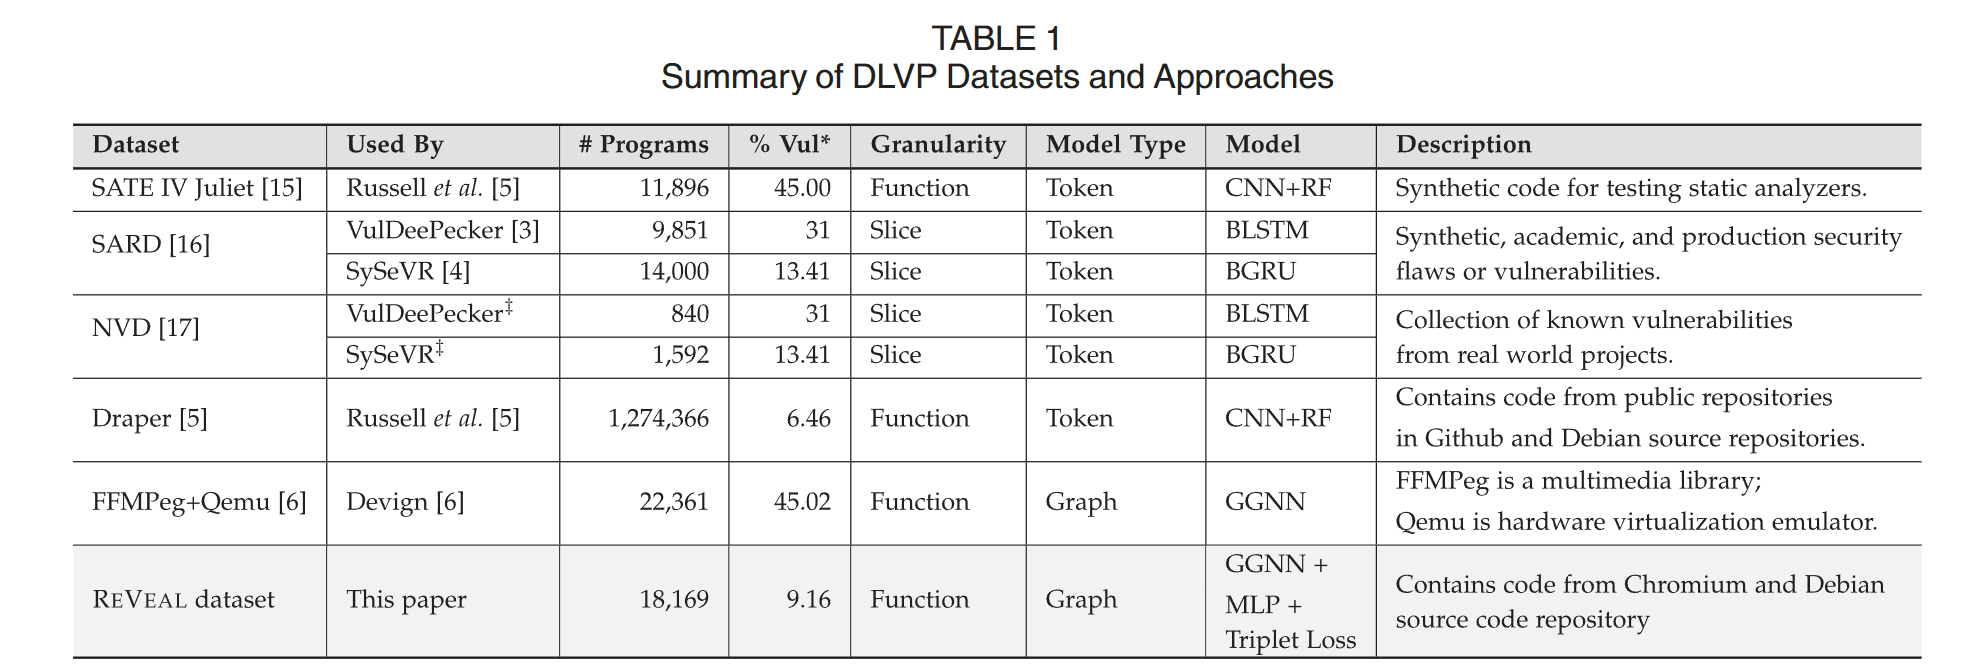 TABLE 1
Summary of DLVP Datasets and Approaches
Dataset Used By # Programs % Vul* Granularity Model Type Model Description
SATE IV Juliet [15] Russell et al. [5] 11,896 45.00 Function Token CNN+RF Synthetic code for testing static analyzers.
SARD [16] VulDeePecker [3] 9,851 31 Slice Token BLSTM Synthetic, academic, and production security
SySeVR [4] 14,000 13.41 Slice Token BGRU flaws or vulnerabilities.
NVD [17] VulDeePecker‡ 840 31 Slice Token BLSTM Collection of known vulnerabilities
SySeVR‡ 1,592 13.41 Slice Token BGRU from real world projects.
Draper [5] Russell et al. [5] 1,274,366 6.46 Function Token CNN+RF Contains code from public repositories
in Github and Debian source repositories.
FFMPeg+Qemu [6] Devign [6] 22,361 45.02 Function Graph GGNN FFMPeg is a multimedia library;
Qemu is hardware virtualization emulator.
REVEAL dataset This paper 18,169 9.16 Function Graph GGNN +
MLP +
Triplet Loss Contains code from Chromium and Debian
source code repository